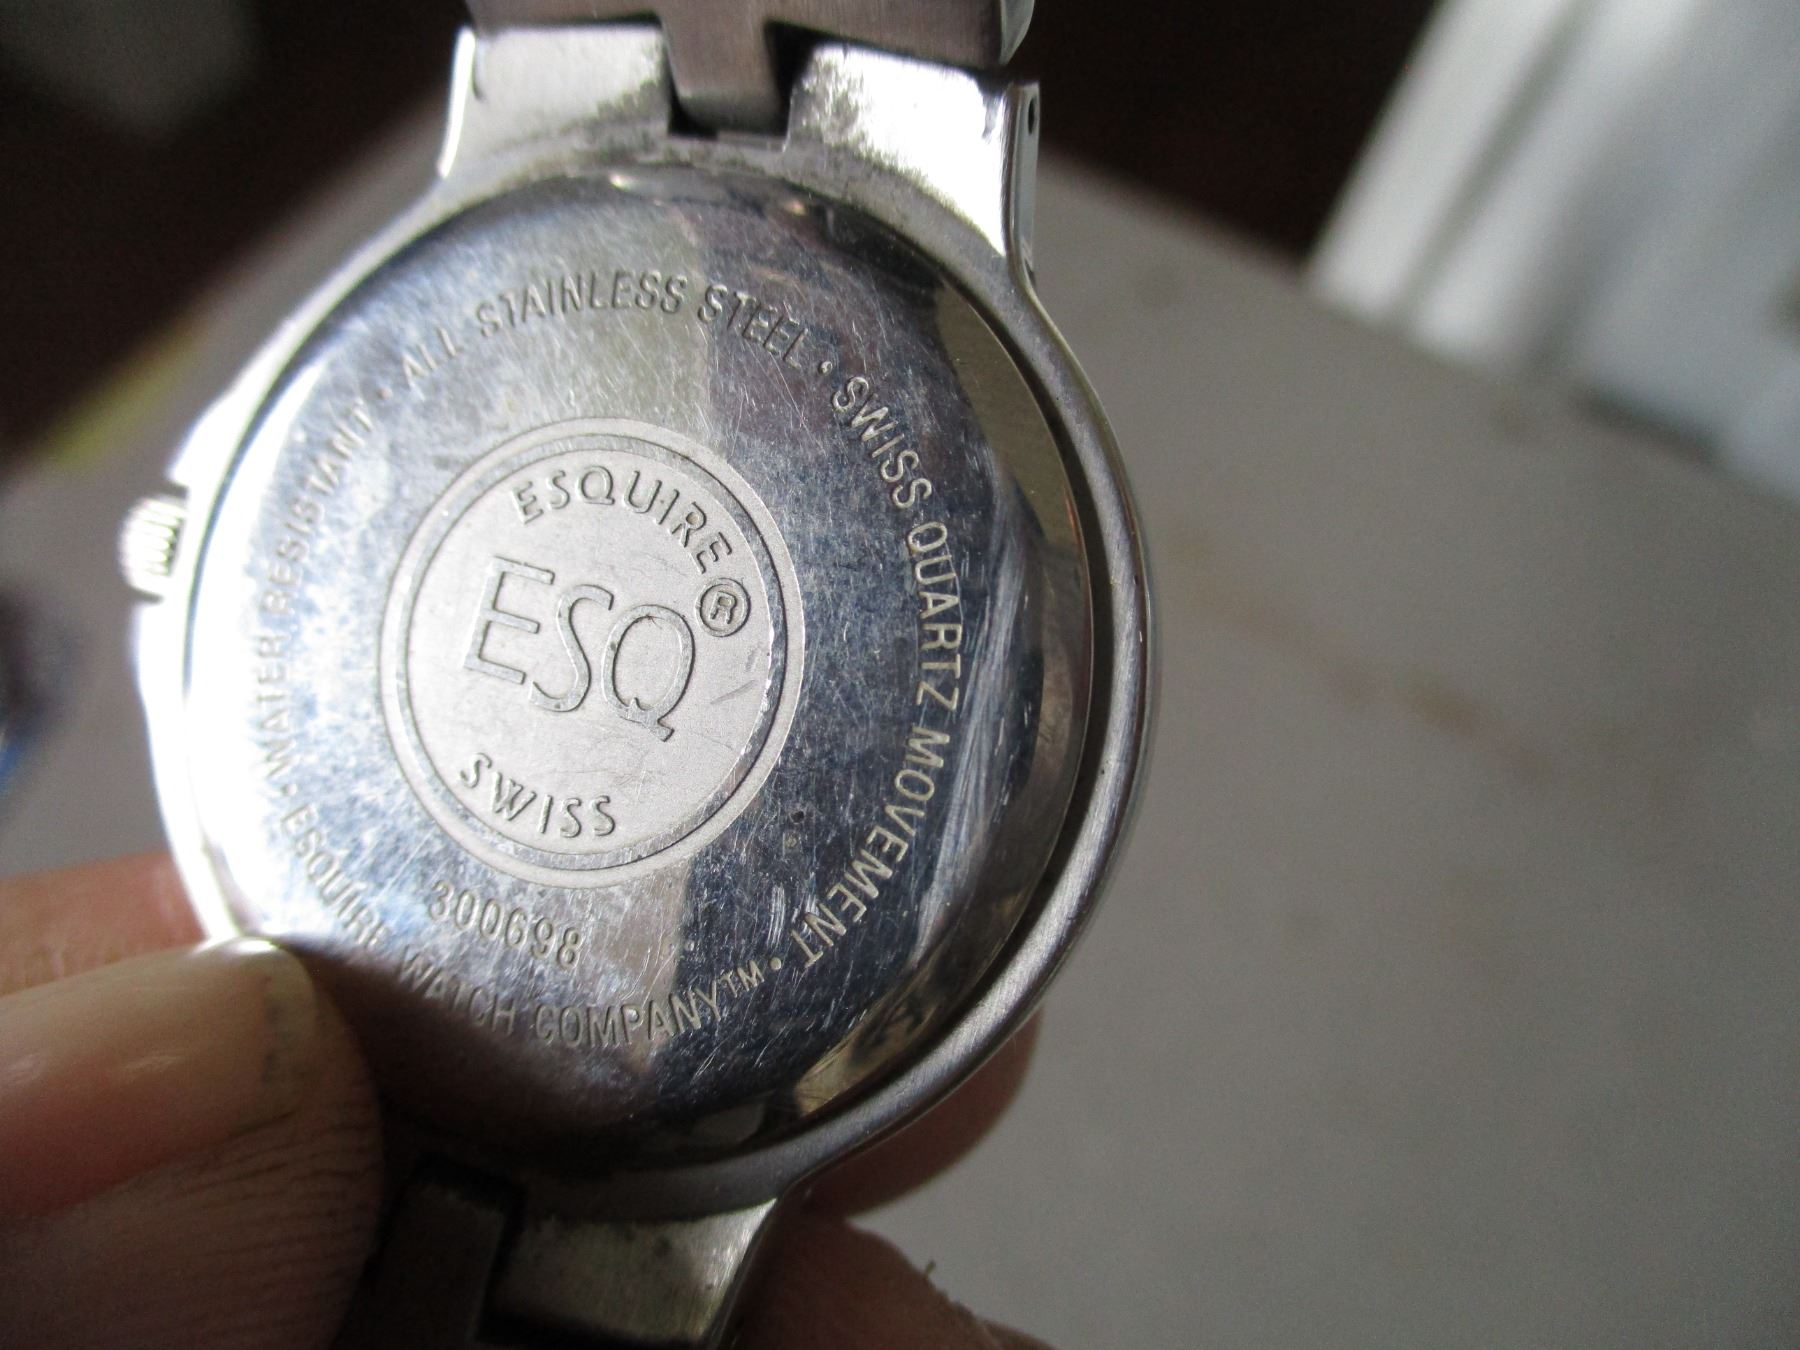 ALL STAINLESS STEEL • SWISS QUARTZ MOVEMENT • ESQUIRE WATCH COMPANY™ • WATER RESISTANT •
ESQUIRE®
ESQ
SWISS
300698